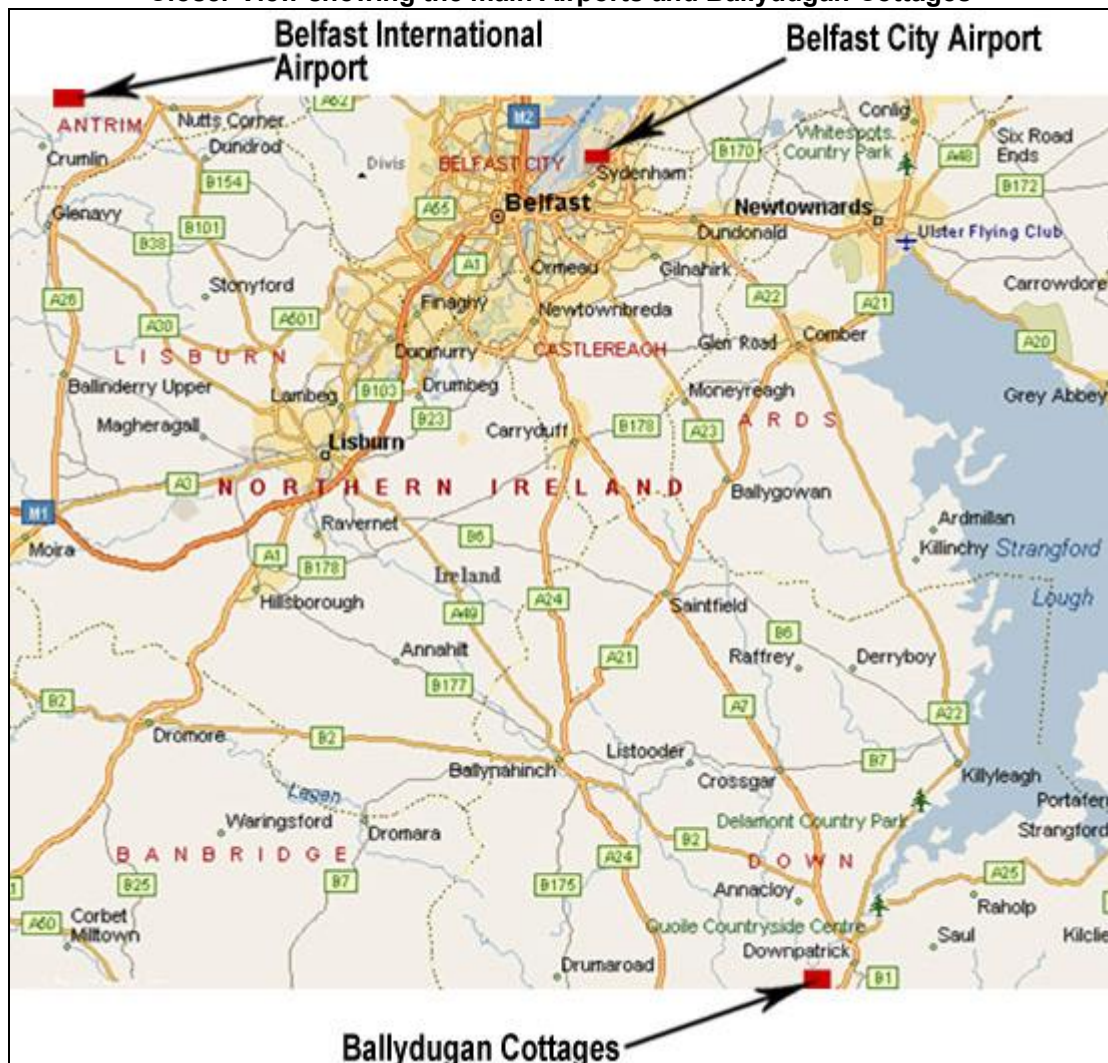 Belfast International
Airport
Belfast City Airport
A52
M2
Conlig
ANTRIM
Nutts Corner
Whitespots
Country Park
Six Road
Ends
Crumlin
Dundrod
Divis
BELFAST CITY
B170
A48
B154
Sydenham
B172
A55
Belfast
Newtownards
Glenavy
B101
Dundonald
Ulster Flying Club
B38
A1
Ormeau
Gilnahirk
Stonyford
Carrowdore
A26
Finaghy
A22
A21
A30
A501
Newtownbreda
Glen Road
Comber
A20
LISBURN
Dunmurry
CASTLEREAGH
Ballinderry Upper
Lambeg
B103
Drumbeg
Moneyreagh
Grey Abbey
Magheragall
B23
Carryduff
B178
A23
ARDS
Lisburn
A3
NORTHERN IRELAND
Ballygowan
M1
Ravernet
B6
Ardmillan
Moira
A1
Killinchy
Strangford
B178
Ireland
Lough
Hillsborough
A49
A24
Saintfield
Annahilt
A21
B6
Raffrey
Derryboy
B177
B2
A7
A22
Dromore
B2
Listooder
B7
Ballynahinch
Crossgar
Killyleagh
Lagan
Portafer
Waringsford
Dromara
Delamont Country Park
Strangford
B2
BANBRIDGE
A24
DOWN
A25
B25
B7
B175
Annacloy
Raholp
A50
Corbet
Milltown
Quoile Countryside Centre
Saul
Kilclie
Downpatrick
Drumaroad
B1
Ballydugan Cottages